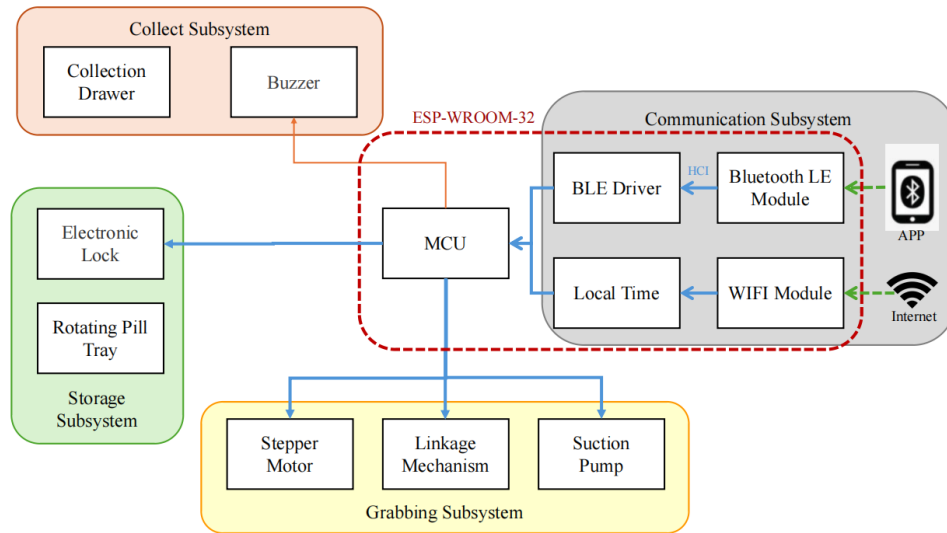 Collect Subsystem
Collection
Drawer
Buzzer
ESP-WROOM-32
Communication Subsystem
BLE Driver
HCI
Bluetooth LE
Module
APP
Electronic
Lock
MCU
Local Time
WIFI Module
Internet
Rotating Pill
Tray
Storage
Subsystem
Stepper
Motor
Linkage
Mechanism
Suction
Pump
Grabbing Subsystem